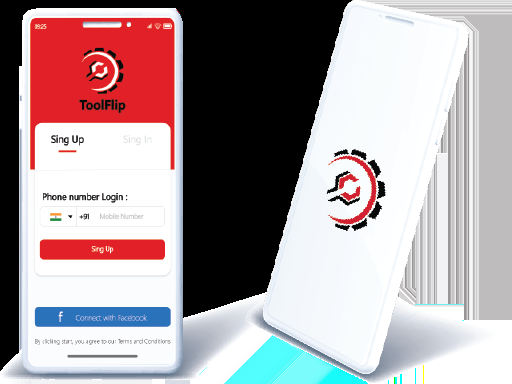 09:25
ToolFlip
Sing Up
Sing In
Phone number Login :
+91 Mobile Number
Sing Up
f Connect with Facebook
By clicking start, you agree to our Terms and Conditions